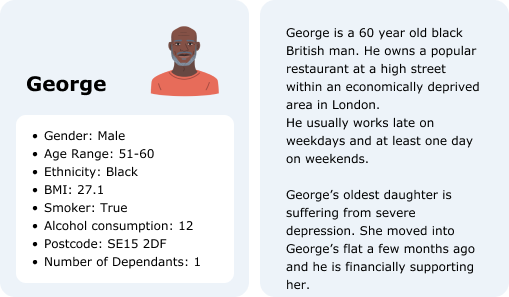 George
• Gender: Male
• Age Range: 51-60
• Ethnicity: Black
• BMI: 27.1
• Smoker: True
• Alcohol consumption: 12
• Postcode: SE15 2DF
• Number of Dependants: 1
George is a 60 year old black
British man. He owns a popular
restaurant at a high street
within an economically deprived
area in London.
He usually works late on
weekdays and at least one day
on weekends.
George’s oldest daughter is
suffering from severe
depression. She moved into
George’s flat a few months ago
and he is financially supporting
her.